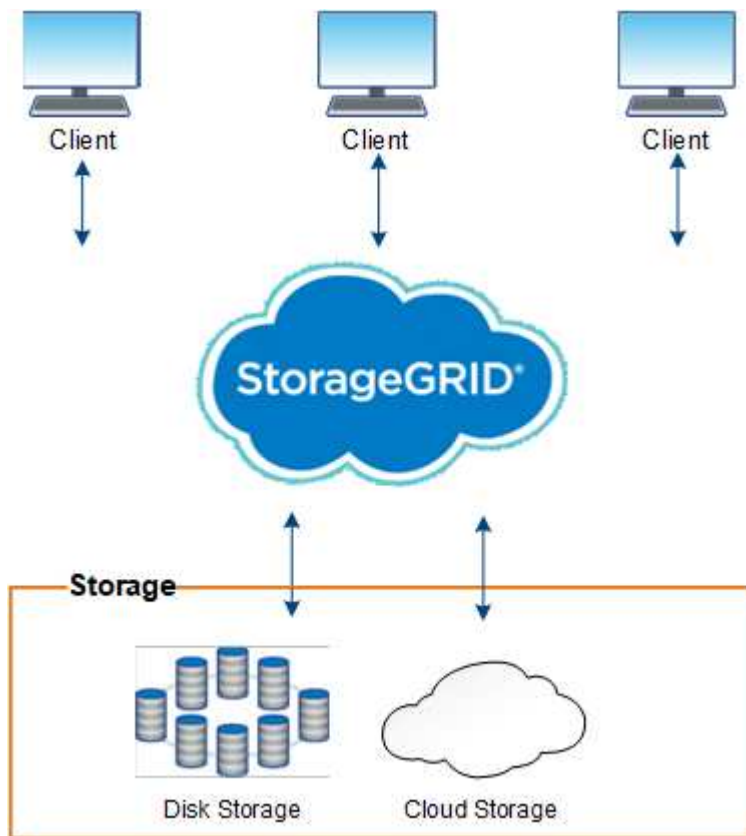 Client
Client
Client
StorageGRID®
Storage
Disk Storage
Cloud Storage